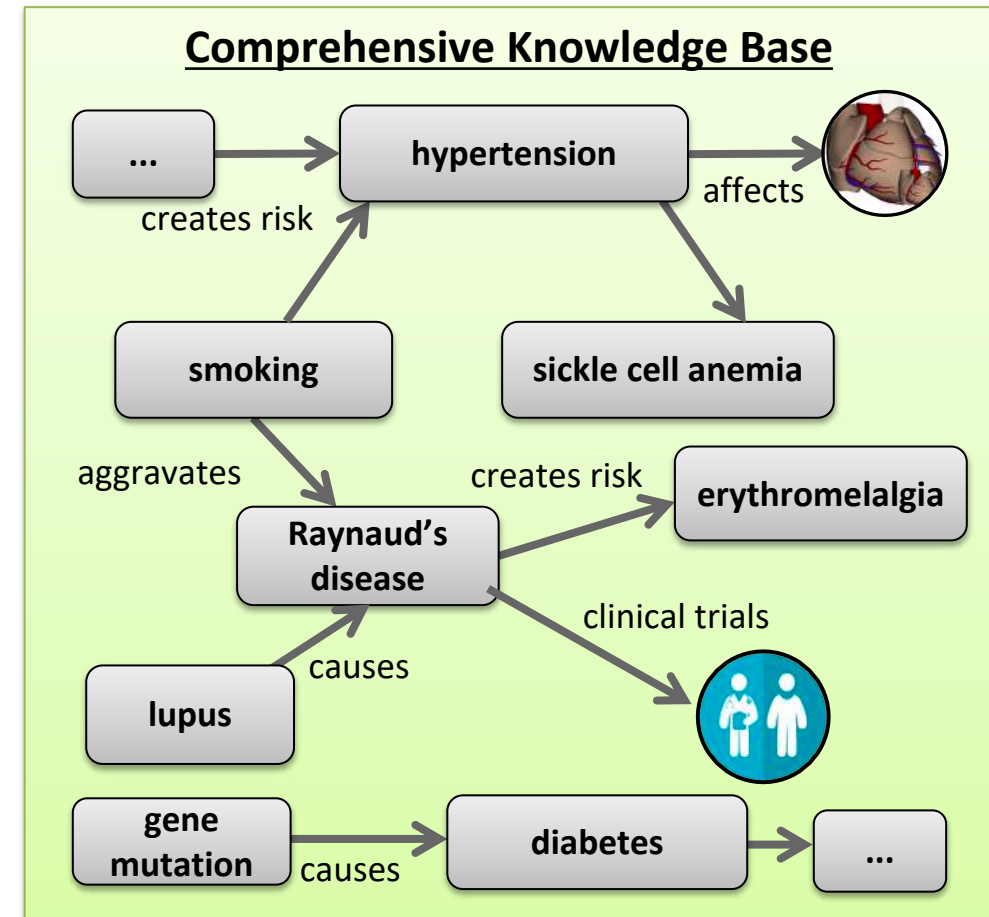 Comprehensive Knowledge Base
...
hypertension
creates risk
affects
smoking
sickle cell anemia
aggravates
creates risk
erythromelalgia
Raynaud's
disease
clinical trials
causes
lupus
gene
mutation
causes
diabetes
...